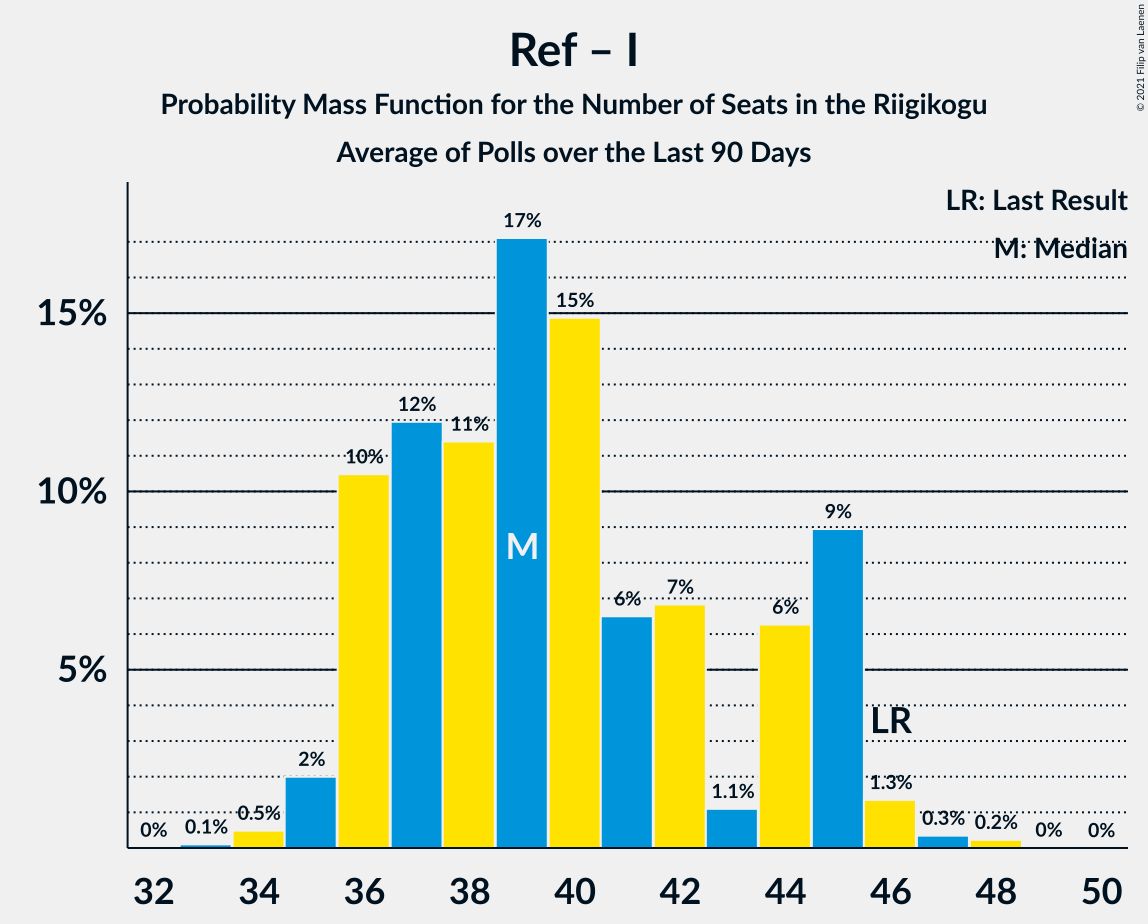 Ref – I
Probability Mass Function for the Number of Seats in the Riigikogu
Average of Polls over the Last 90 Days
© 2021 Filip van Laenen
LR: Last Result
M: Median
15%
10%
5%
0%
0.1%
0.5%
2%
10%
12%
11%
17%
15%
6%
7%
1.1%
6%
9%
1.3%
0.3%
0.2%
0%
0%
M
LR
32 34 36 38 40 42 44 46 48 50